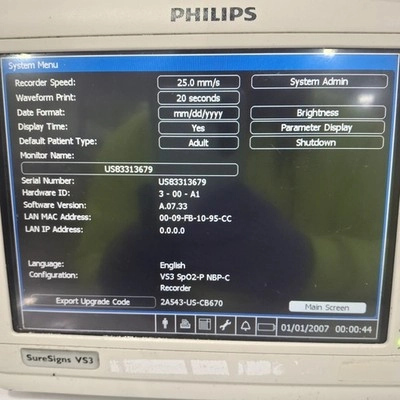 PHILIPS
System Menu
Recorder Speed: 25.0 mm/s System Admin
Waveform Print: 20 seconds
Date Format: mm/dd/yyyy Brightness
Display Time: Yes Parameter Display
Default Patient Type: Adult Shutdown
Monitor Name:
US83313679
Serial Number: US83313679
Hardware ID: 3 - 00 - A1
Software Version: A.07.33
LAN MAC Address: 00-09-FB-10-95-CC
LAN IP Address: 0.0.0.0
Language: English
Configuration: VS3 SpO2-P NBP-C
Recorder
Export Upgrade Code 2A543-US-CB670 Main Screen
01/01/2007 00:00:44
SureSigns VS3